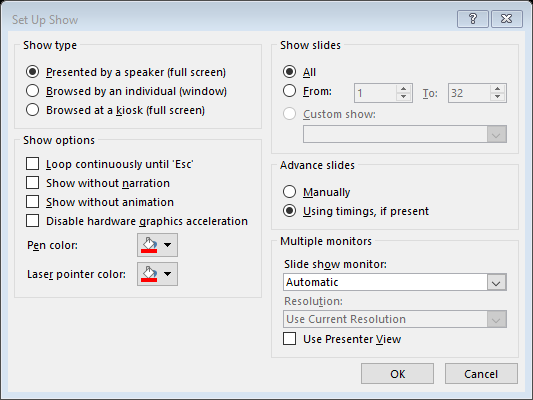 Set Up Show
?
Show type
Presented by a speaker (full screen)
Browsed by an individual (window)
Browsed at a kiosk (full screen)
Show options
Loop continuously until 'Esc'
Show without narration
Show without animation
Disable hardware graphics acceleration
Pen color:
Laser pointer color:
Show slides
All
From: 1 To: 32
Custom show:
Advance slides
Manually
Using timings, if present
Multiple monitors
Slide show monitor:
Automatic
Resolution:
Use Current Resolution
Use Presenter View
OK Cancel